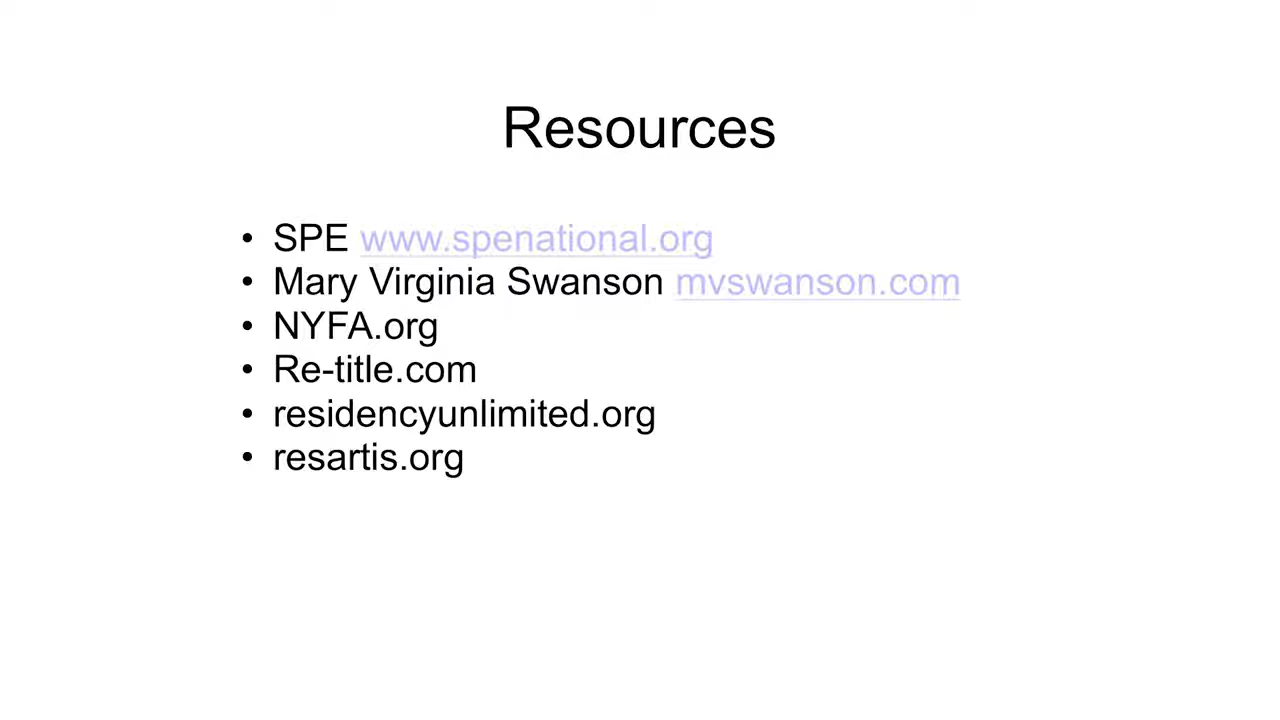 Resources
• SPE www.spenational.org
• Mary Virginia Swanson mvswanson.com
• NYFA.org
• Re-title.com
• residencyunlimited.org
• resartis.org